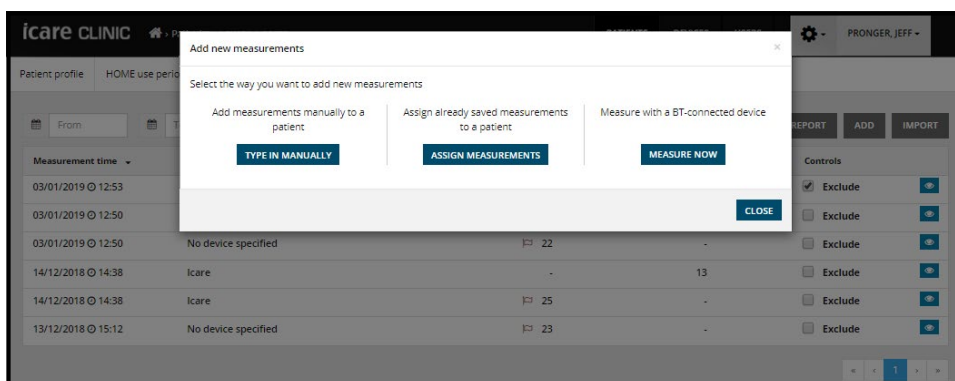 icare CLINIC
PRONGER, JEFF
Patient profile
HOME use perio
Add new measurements
×
Select the way you want to add new measurements
Add measurements manually to a patient
TYPE IN MANUALLY
Assign already saved measurements to a patient
ASSIGN MEASUREMENTS
Measure with a BT-connected device
MEASURE NOW
CLOSE
From
REPORT
ADD
IMPORT
Measurement time
Controls
03/01/2019 12:53
Exclude
03/01/2019 12:50
Exclude
03/01/2019 12:50 No device specified 22 - Exclude
14/12/2018 14:38 Icare - 13 Exclude
14/12/2018 14:38 Icare 25 - Exclude
13/12/2018 15:12 No device specified 23 - Exclude
« ‹ 1 › »